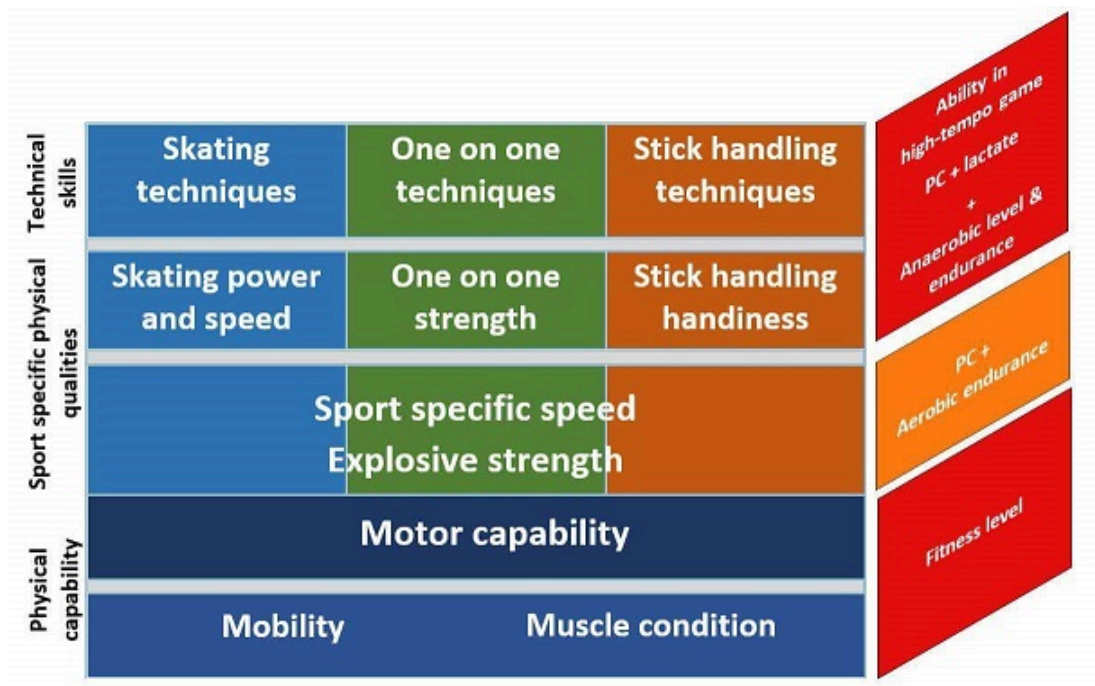 Technical
skills
Skating
techniques
One on one
techniques
Stick handling
techniques
Sport specific physical
qualities
Skating power
and speed
One on one
strength
Stick handling
handiness
Sport specific speed
Explosive strength
Physical
capability
Motor capability
Mobility
Muscle condition
Ability in
high-tempo game
PC + lactate
+
Anaerobic level &
endurance
PC +
Aerobic endurance
Fitness level